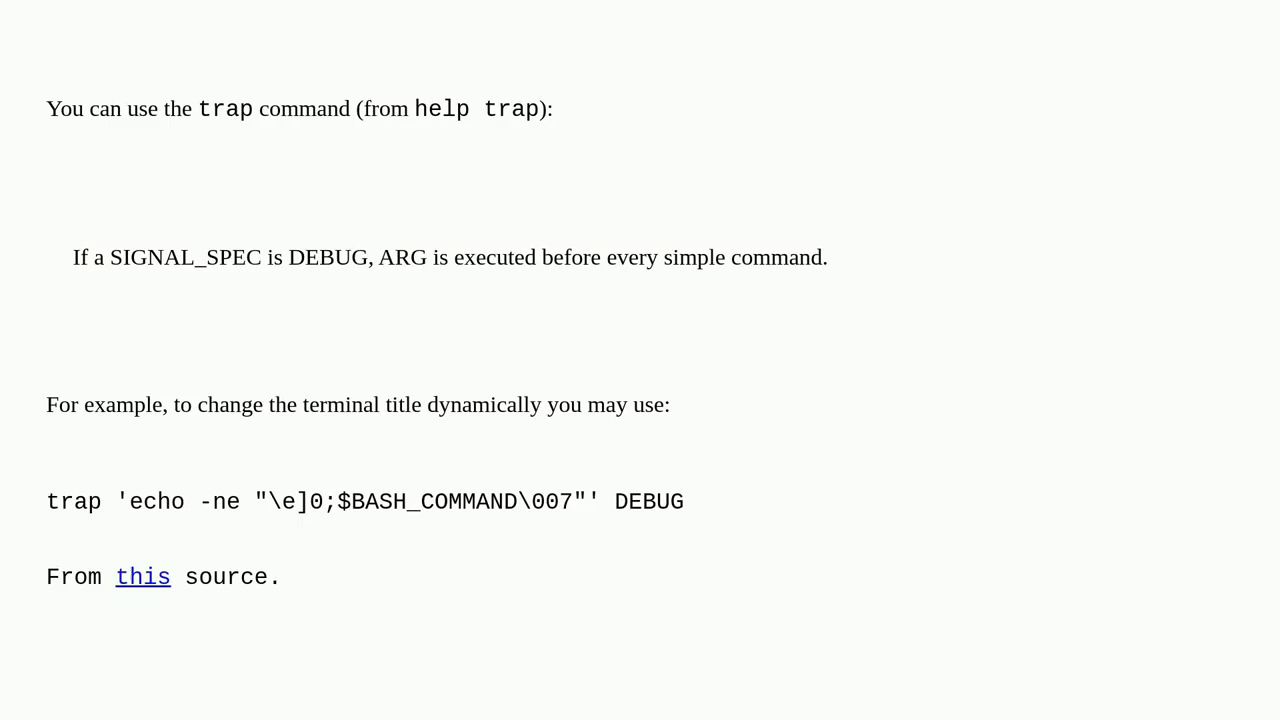 You can use the trap command (from help trap):
If a SIGNAL_SPEC is DEBUG, ARG is executed before every simple command.
For example, to change the terminal title dynamically you may use:
trap 'echo -ne "\e]0;$BASH_COMMAND\007"' DEBUG
From this source.